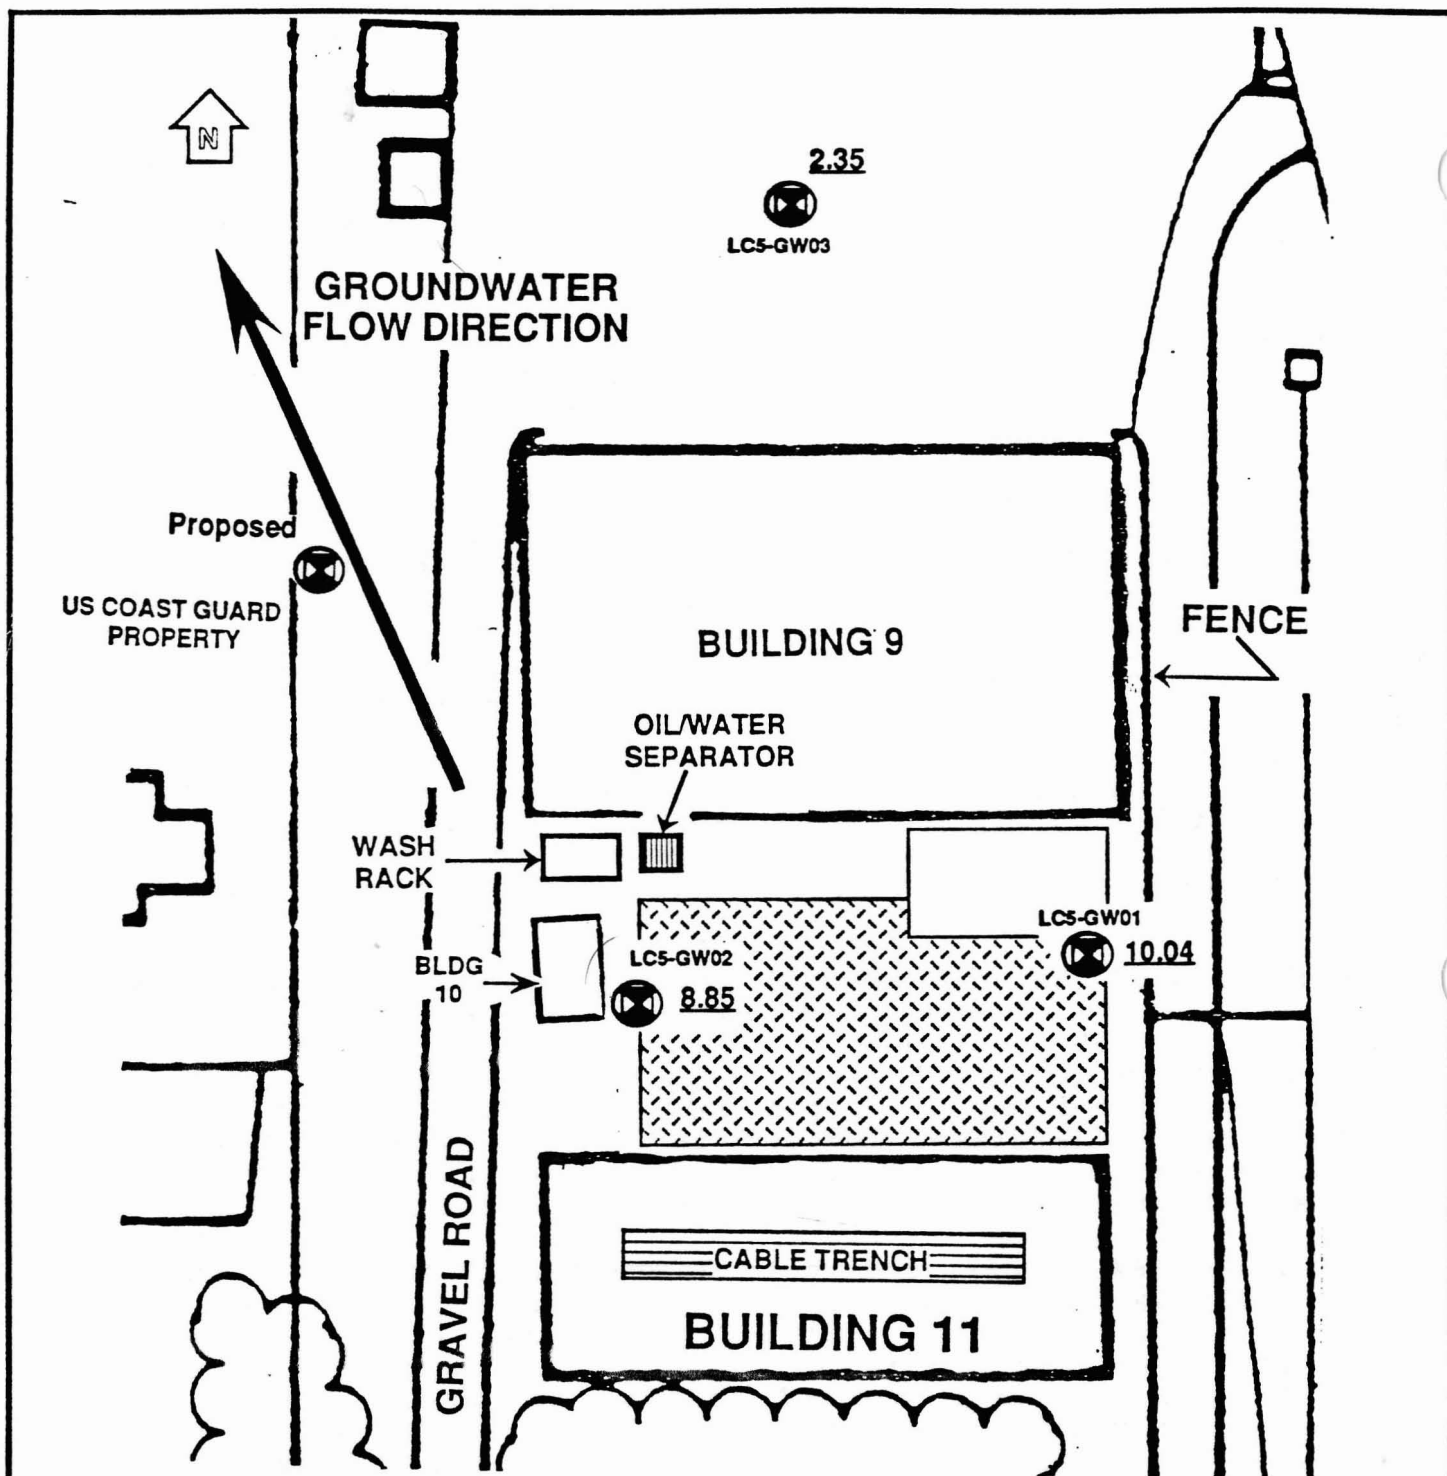 N
2.35
LC5-GW03
GROUNDWATER
FLOW DIRECTION
Proposed
US COAST GUARD
PROPERTY
BUILDING 9
FENCE
OIL/WATER
SEPARATOR
WASH
RACK
LC5-GW01
10.04
BLDG
10
LC5-GW02
8.85
GRAVEL ROAD
CABLE TRENCH
BUILDING 11